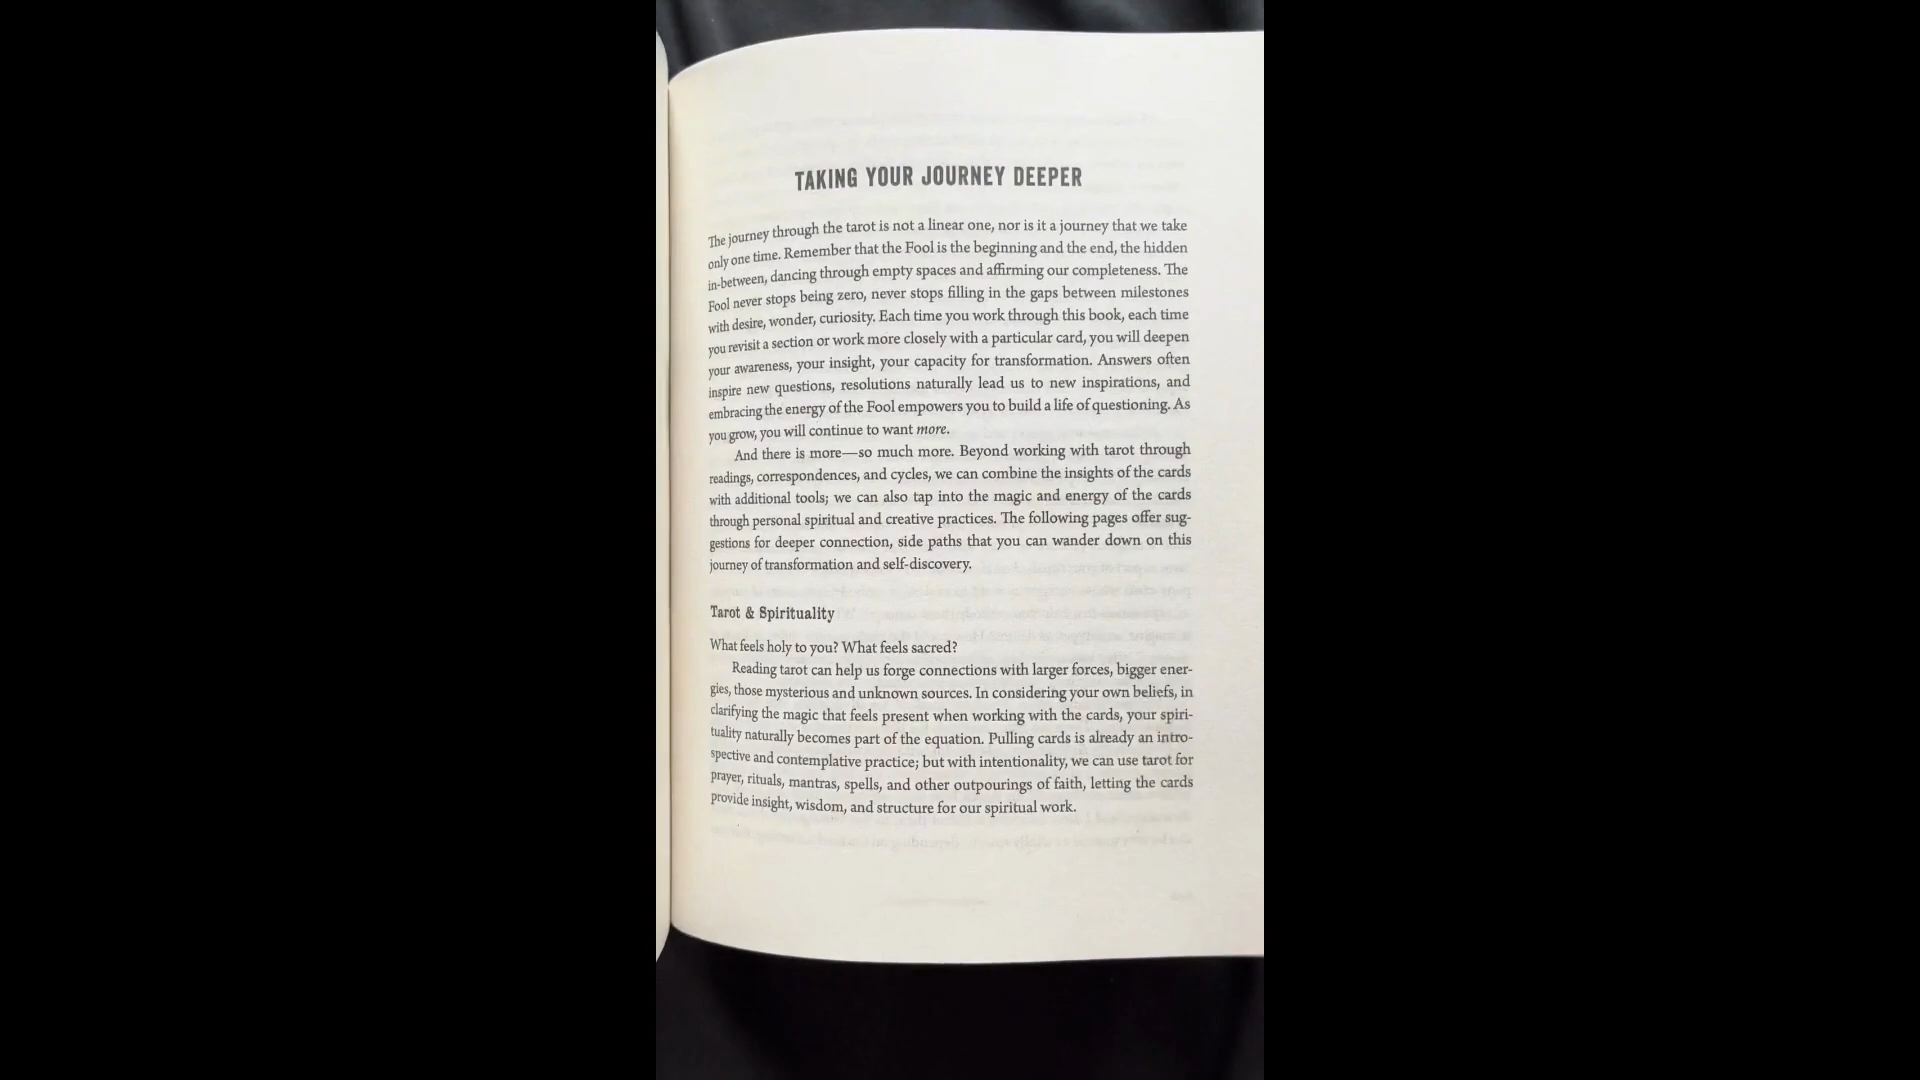 TAKING YOUR JOURNEY DEEPER
The journey through the tarot is not a linear one, nor is it a journey that we take
only one time. Remember that the Fool is the beginning and the end, the hidden
in-between, dancing through empty spaces and affirming our completeness. The
Fool never stops being zero, never stops filling in the gaps between milestones
with desire, wonder, curiosity. Each time you work through this book, each time
you revisit a section or work more closely with a particular card, you will deepen
your awareness, your insight, your capacity for transformation. Answers often
inspire new questions, resolutions naturally lead us to new inspirations, and
embracing the energy of the Fool empowers you to build a life of questioning. As
you grow, you will continue to want more.
And there is more—so much more. Beyond working with tarot through
readings, correspondences, and cycles, we can combine the insights of the cards
with additional tools; we can also tap into the magic and energy of the cards
through personal spiritual and creative practices. The following pages offer sug-
gestions for deeper connection, side paths that you can wander down on this
journey of transformation and self-discovery.
Tarot & Spirituality
What feels holy to you? What feels sacred?
Reading tarot can help us forge connections with larger forces, bigger ener-
gies, those mysterious and unknown sources. In considering your own beliefs, in
clarifying the magic that feels present when working with the cards, your spiri-
tuality naturally becomes part of the equation. Pulling cards is already an intro-
spective and contemplative practice; but with intentionality, we can use tarot for
prayer, rituals, mantras, spells, and other outpourings of faith, letting the cards
provide insight, wisdom, and structure for our spiritual work.